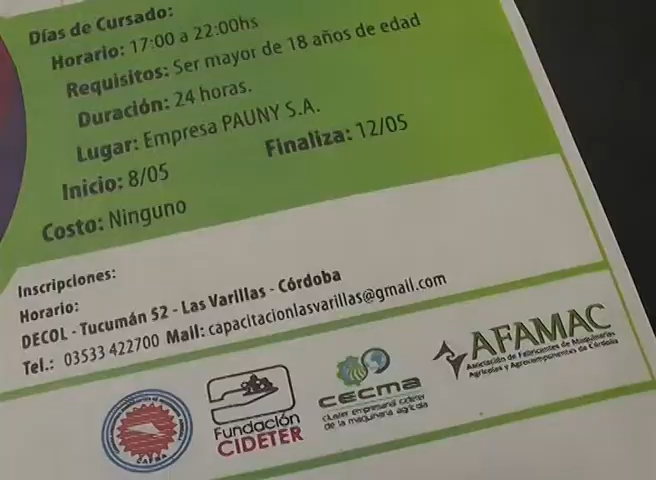 Días de Cursado:
Horario: 17:00 a 22:00hs
Requisitos: Ser mayor de 18 años de edad
Duración: 24 horas.
Lugar: Empresa PAUNY S.A.
Inicio: 8/05 Finaliza: 12/05
Costo: Ninguno
Inscripciones:
Horario:
DECOL - Tucumán 52 - Las Varillas - Córdoba
Tel.: 03533 422700 Mail: capacitacionlasvarillas@gmail.com
Fundación
CIDETER
CECMA
cluster empresarial cideter
de la maquinaria agrícola
AFAMAC
Asociación de Fabricantes de Maquinarias
Agrícolas y Agrocomponentes de Córdoba